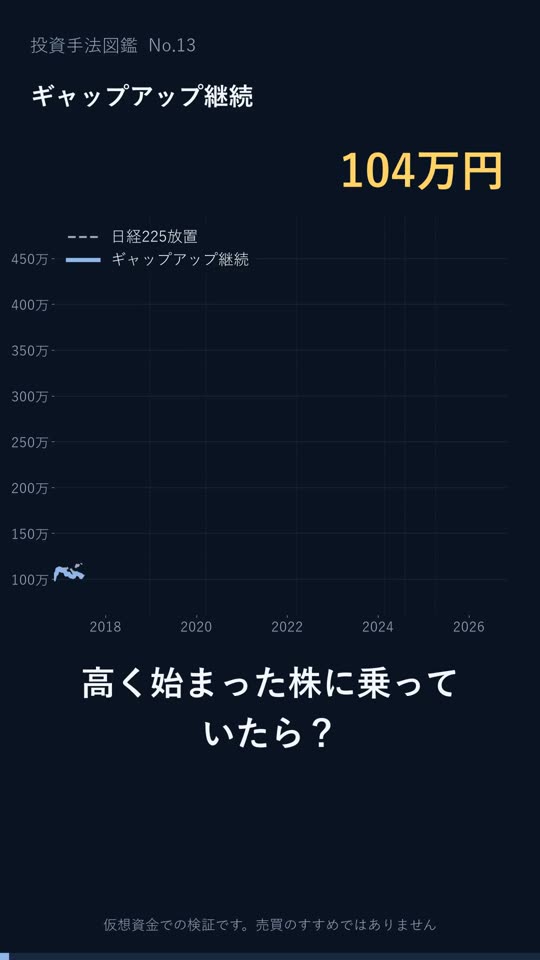 投資手法図鑑 No.13
ギャップアップ継続
104万円
日経225放置
ギャップアップ継続
450万
400万
350万
300万
250万
200万
150万
100万
2018 2020 2022 2024 2026
高く始まった株に乗って
いたら？
仮想資金での検証です。売買のすすめではありません